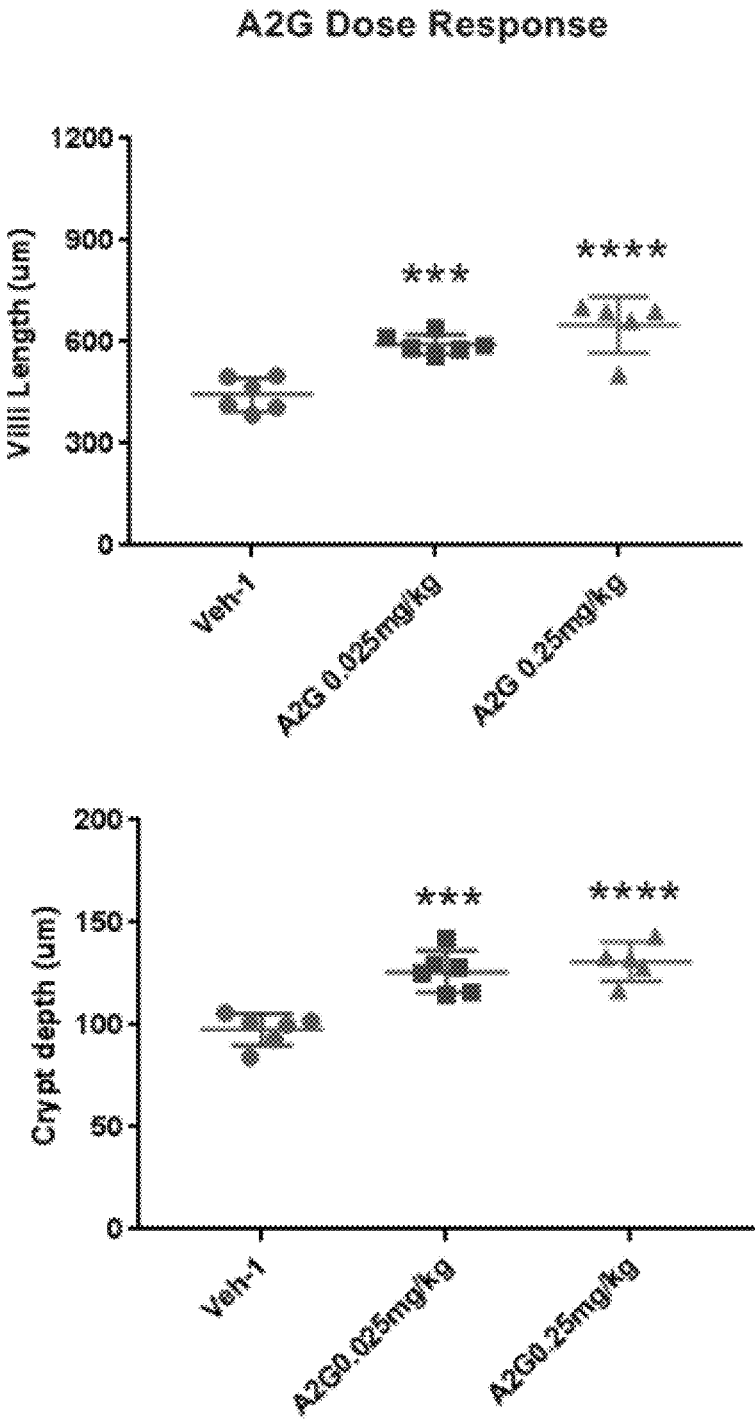 A2G Dose Response
1200
900
600
300
0
Villi Length (um)
***
****
Veh-1
A2G 0.025mg/kg
A2G 0.25mg/kg
200
150
100
50
0
Crypt depth (um)
***
****
Veh-1
A2G0.025mg/kg
A2G0.25mg/kg